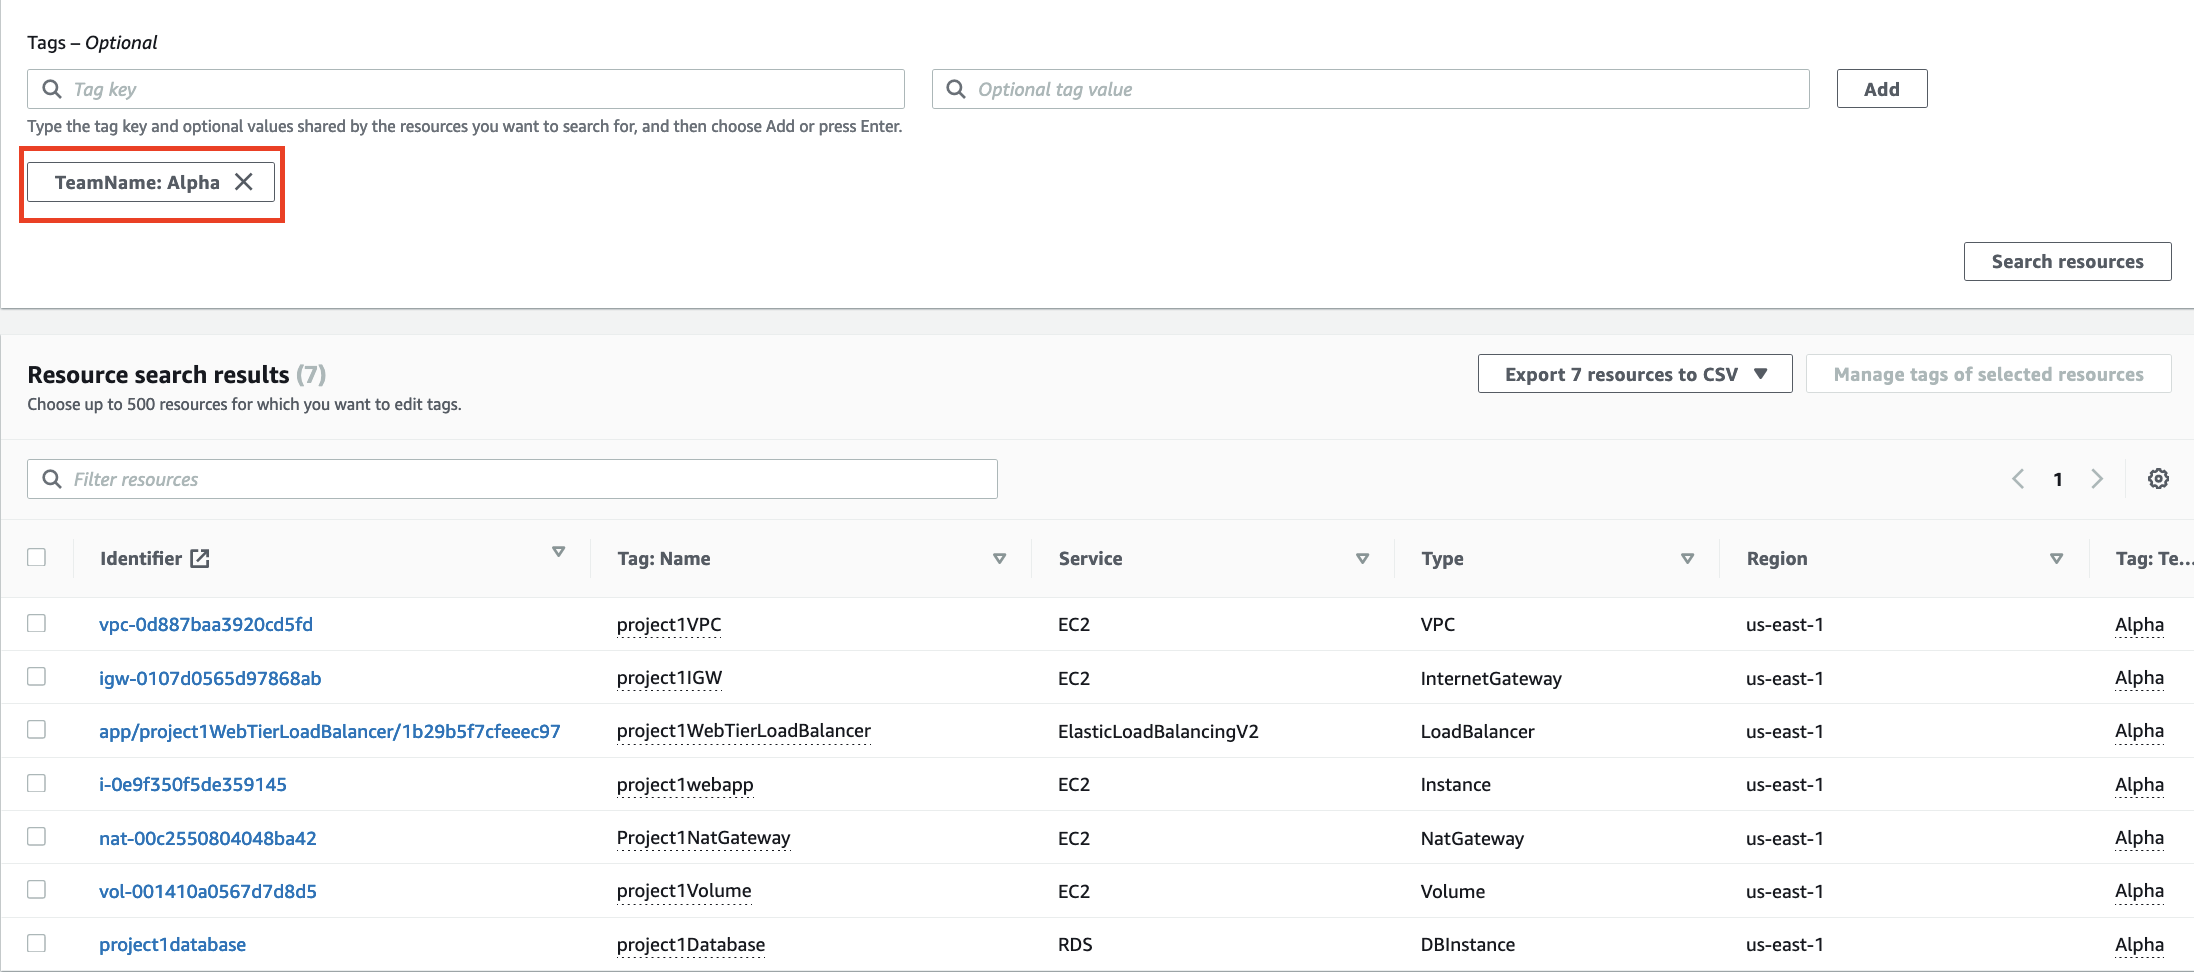 Tags – Optional
Tag key Optional tag value Add
Type the tag key and optional values shared by the resources you want to search for, and then choose Add or press Enter.
TeamName: Alpha
Search resources
Resource search results (7) Export 7 resources to CSV Manage tags of selected resources
Choose up to 500 resources for which you want to edit tags.
Filter resources 1
Identifier Tag: Name Service Type Region Tag: Te...
vpc-0d887baa3920cd5fd project1VPC EC2 VPC us-east-1 Alpha
igw-0107d0565d97868ab project1IGW EC2 InternetGateway us-east-1 Alpha
app/project1WebTierLoadBalancer/1b29b5f7cfeeec97 project1WebTierLoadBalancer ElasticLoadBalancingV2 LoadBalancer us-east-1 Alpha
i-0e9f350f5de359145 project1webapp EC2 Instance us-east-1 Alpha
nat-00c2550804048ba42 Project1NatGateway EC2 NatGateway us-east-1 Alpha
vol-001410a0567d7d8d5 project1Volume EC2 Volume us-east-1 Alpha
project1database project1Database RDS DBInstance us-east-1 Alpha